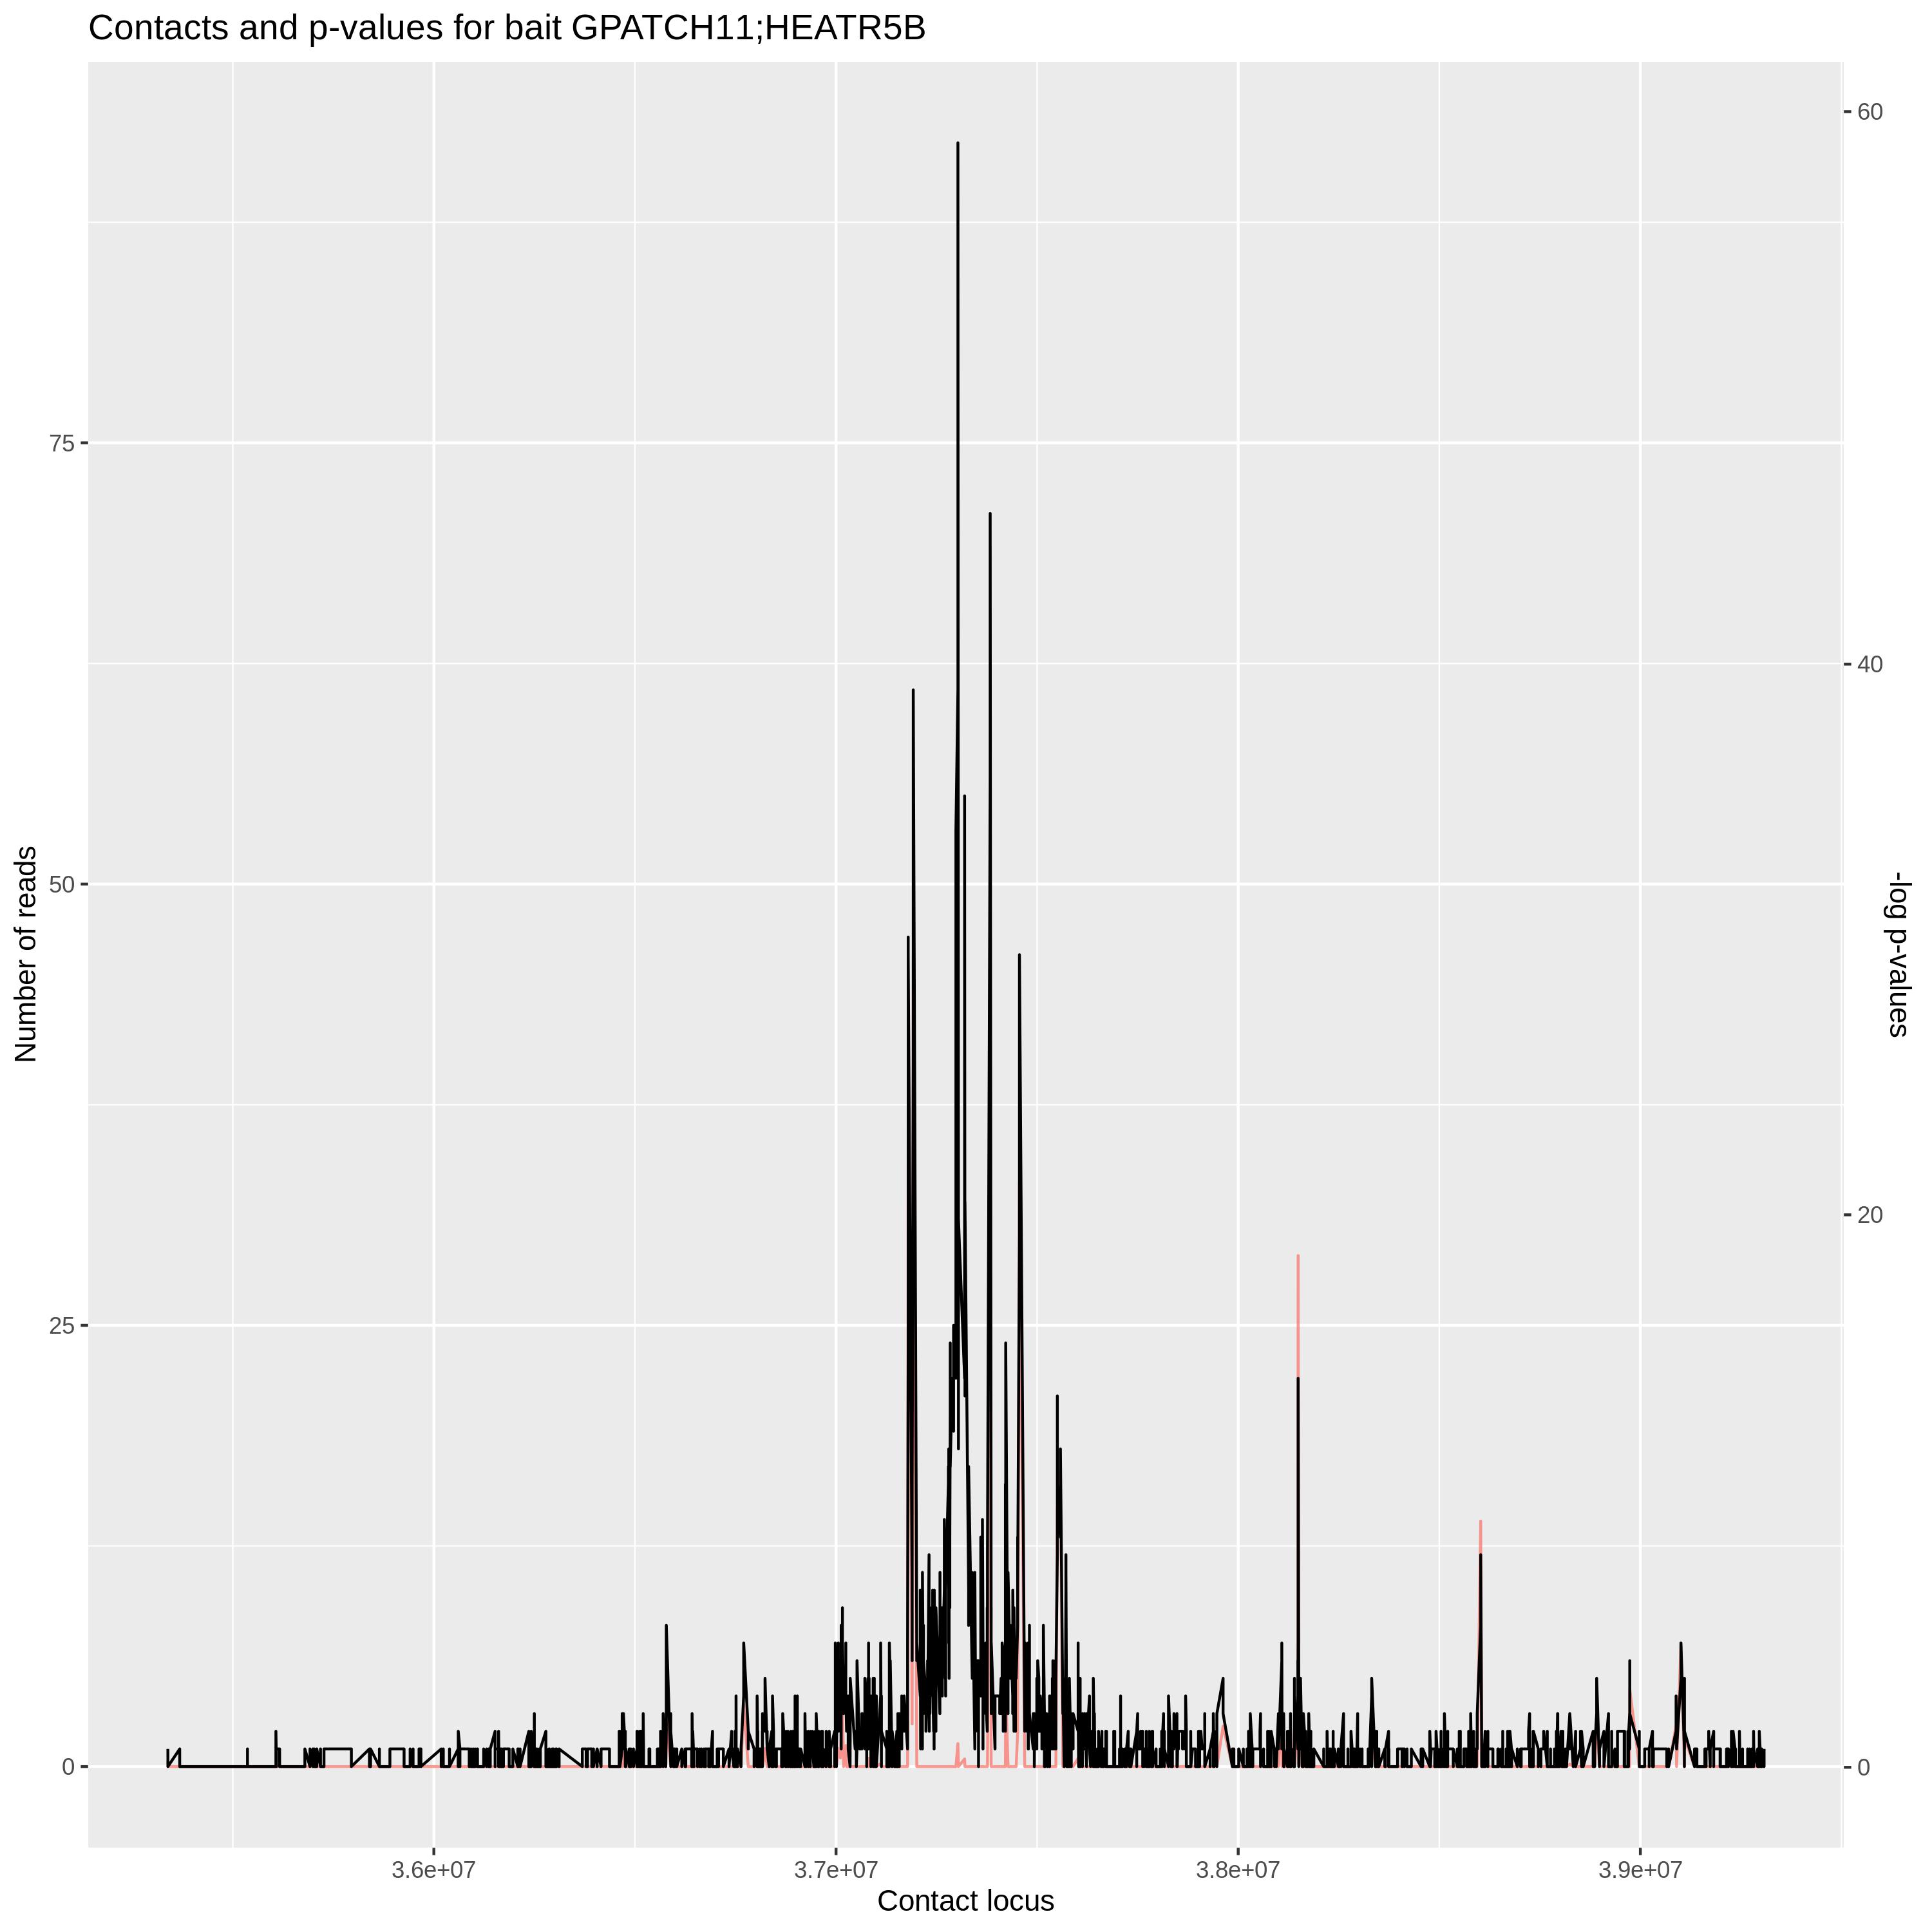 Contacts and p-values for bait GPATCH11;HEATR5B
60
75
40
50
Number of reads
-log p-values
20
25
0
0
3.6e+07
3.7e+07
3.8e+07
3.9e+07
Contact locus